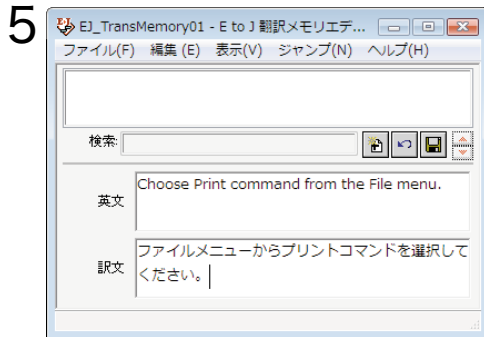 5
EJ_TransMemory01 - E to J 翻訳メモリエデ...
ファイル(F) 編集(E) 表示(V) ジャンプ(N) ヘルプ(H)
検索:
英文
Choose Print command from the File menu.
訳文
ファイルメニューからプリントコマンドを選択して
ください。